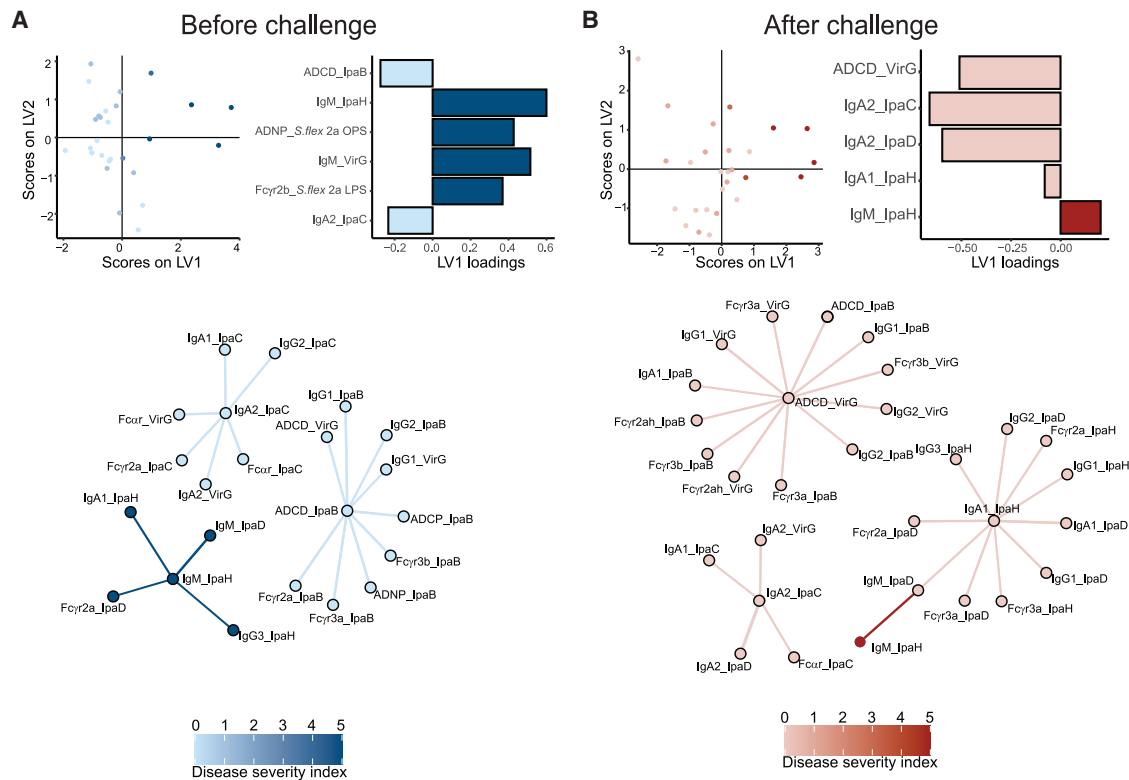 A
Before challenge
2
1
0
−1
−2
−2
0
2
4
Scores on LV2
Scores on LV1
ADCD_IpaB
IgM_IpaH
ADNP_S.flex 2a OPS
IgM_VirG
Fcγr2b_S.flex 2a LPS
IgA2_IpaC
0.0
0.2
0.4
0.6
LV1 loadings
IgA1_IpaC
IgG2_IpaC
Fcαr_VirG
IgA2_IpaC
Fcγr2a_IpaC
Fcαr_IpaC
IgA2_VirG
IgG1_IpaB
ADCD_VirG
IgG2_IpaB
IgG1_VirG
ADCD_IpaB
ADCP_IpaB
Fcγr3b_IpaB
ADNP_IpaB
Fcγr2a_IpaB
Fcγr3a_IpaB
IgA1_IpaH
IgM_IpaD
IgM_IpaH
Fcγr2a_IpaD
IgG3_IpaH
0 1 2 3 4 5
Disease severity index
B
After challenge
3
2
1
0
−1
−2
−1
0
1
2
3
Scores on LV2
Scores on LV1
ADCD_VirG
IgA2_IpaC
IgA2_IpaD
IgA1_IpaH
IgM_IpaH
−0.50
−0.25
0.00
LV1 loadings
Fcγr3a_VirG
ADCD_IpaB
IgG1_VirG
IgG1_IpaB
Fcγr3b_VirG
IgA1_IpaB
ADCD_VirG
IgG2_VirG
Fcγr2ah_IpaB
IgG2_IpaB
Fcγr3b_IpaB
Fcγr2ah_VirG
Fcγr3a_IpaB
IgG2_IpaD
Fcγr2a_IpaH
IgG3_IpaH
IgG1_IpaH
IgA1_IpaH
IgA1_IpaD
Fcγr2a_IpaD
IgG1_IpaD
IgM_IpaD
Fcγr3a_IpaD
Fcγr3a_IpaH
IgM_IpaH
IgA2_VirG
IgA1_IpaC
IgA2_IpaC
IgA2_IpaD
Fcαr_IpaC
0 1 2 3 4 5
Disease severity index